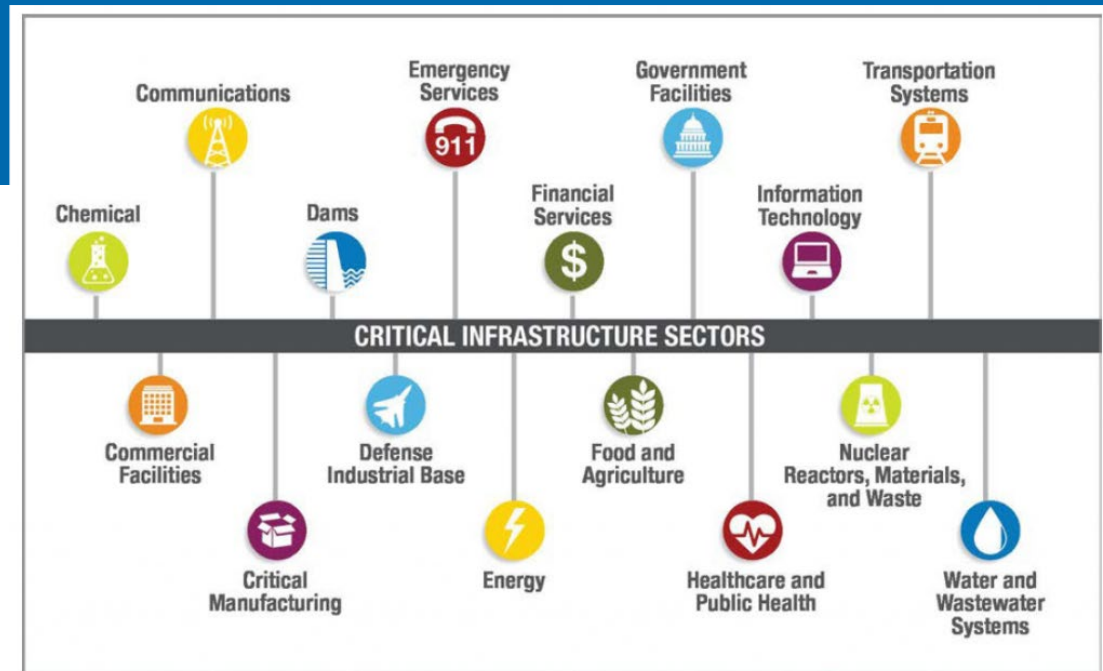 Communications
Emergency
Services
911
Government
Facilities
Transportation
Systems
Chemical
Dams
Financial
Services
$
Information
Technology
CRITICAL INFRASTRUCTURE SECTORS
Commercial
Facilities
Defense
Industrial Base
Food and
Agriculture
Nuclear
Reactors, Materials,
and Waste
Critical
Manufacturing
Energy
Healthcare and
Public Health
Water and
Wastewater
Systems